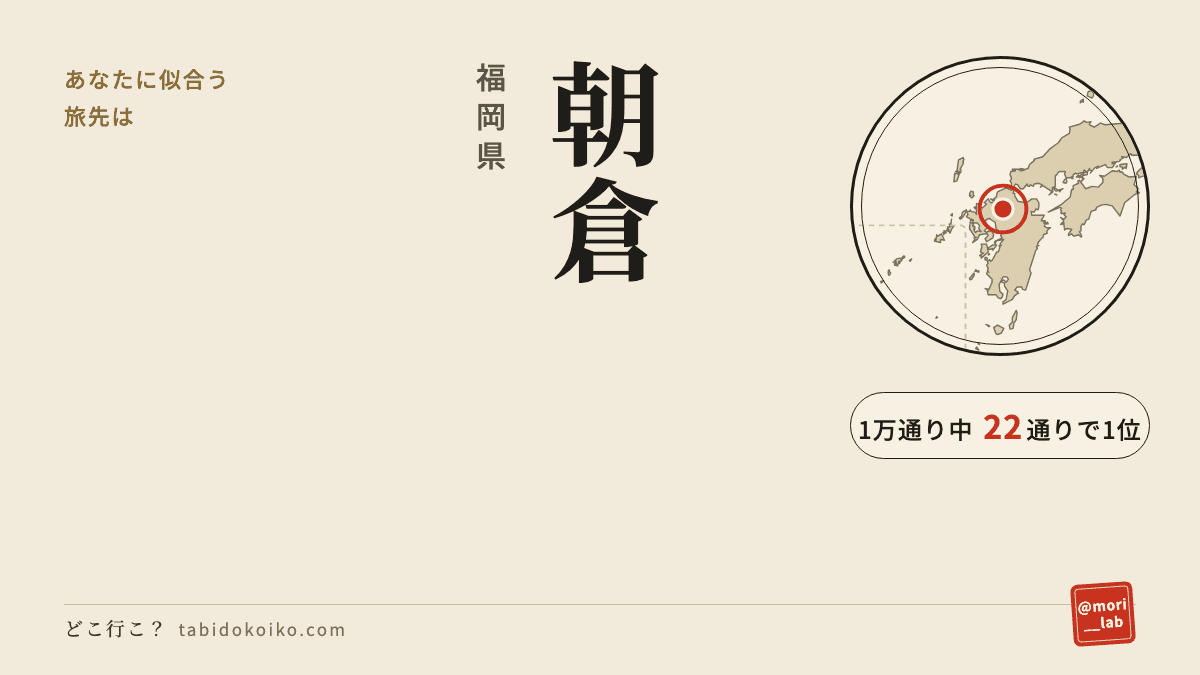 あなたに似合う
旅先は
福岡県
朝倉
1万通り中 22通りで1位
どこ行こ？ tabidokoiko.com
@mori
__lab